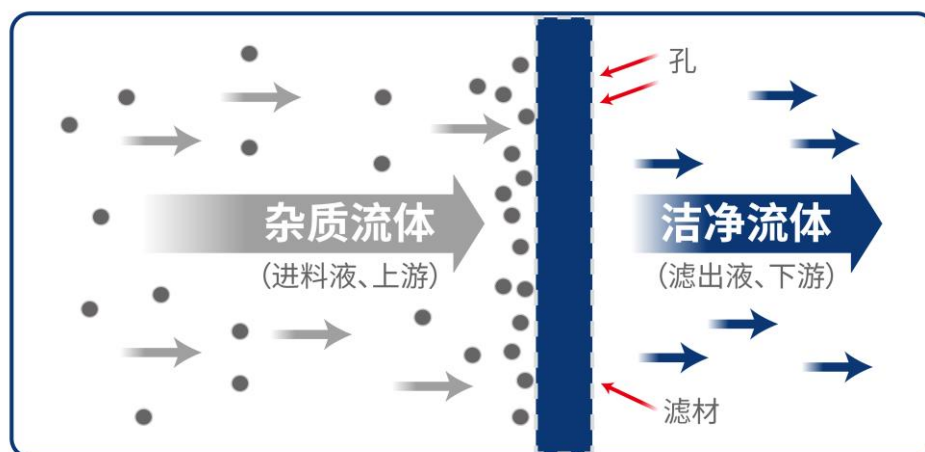 孔
杂质流体
(进料液、上游)
洁净流体
(滤出液、下游)
滤材